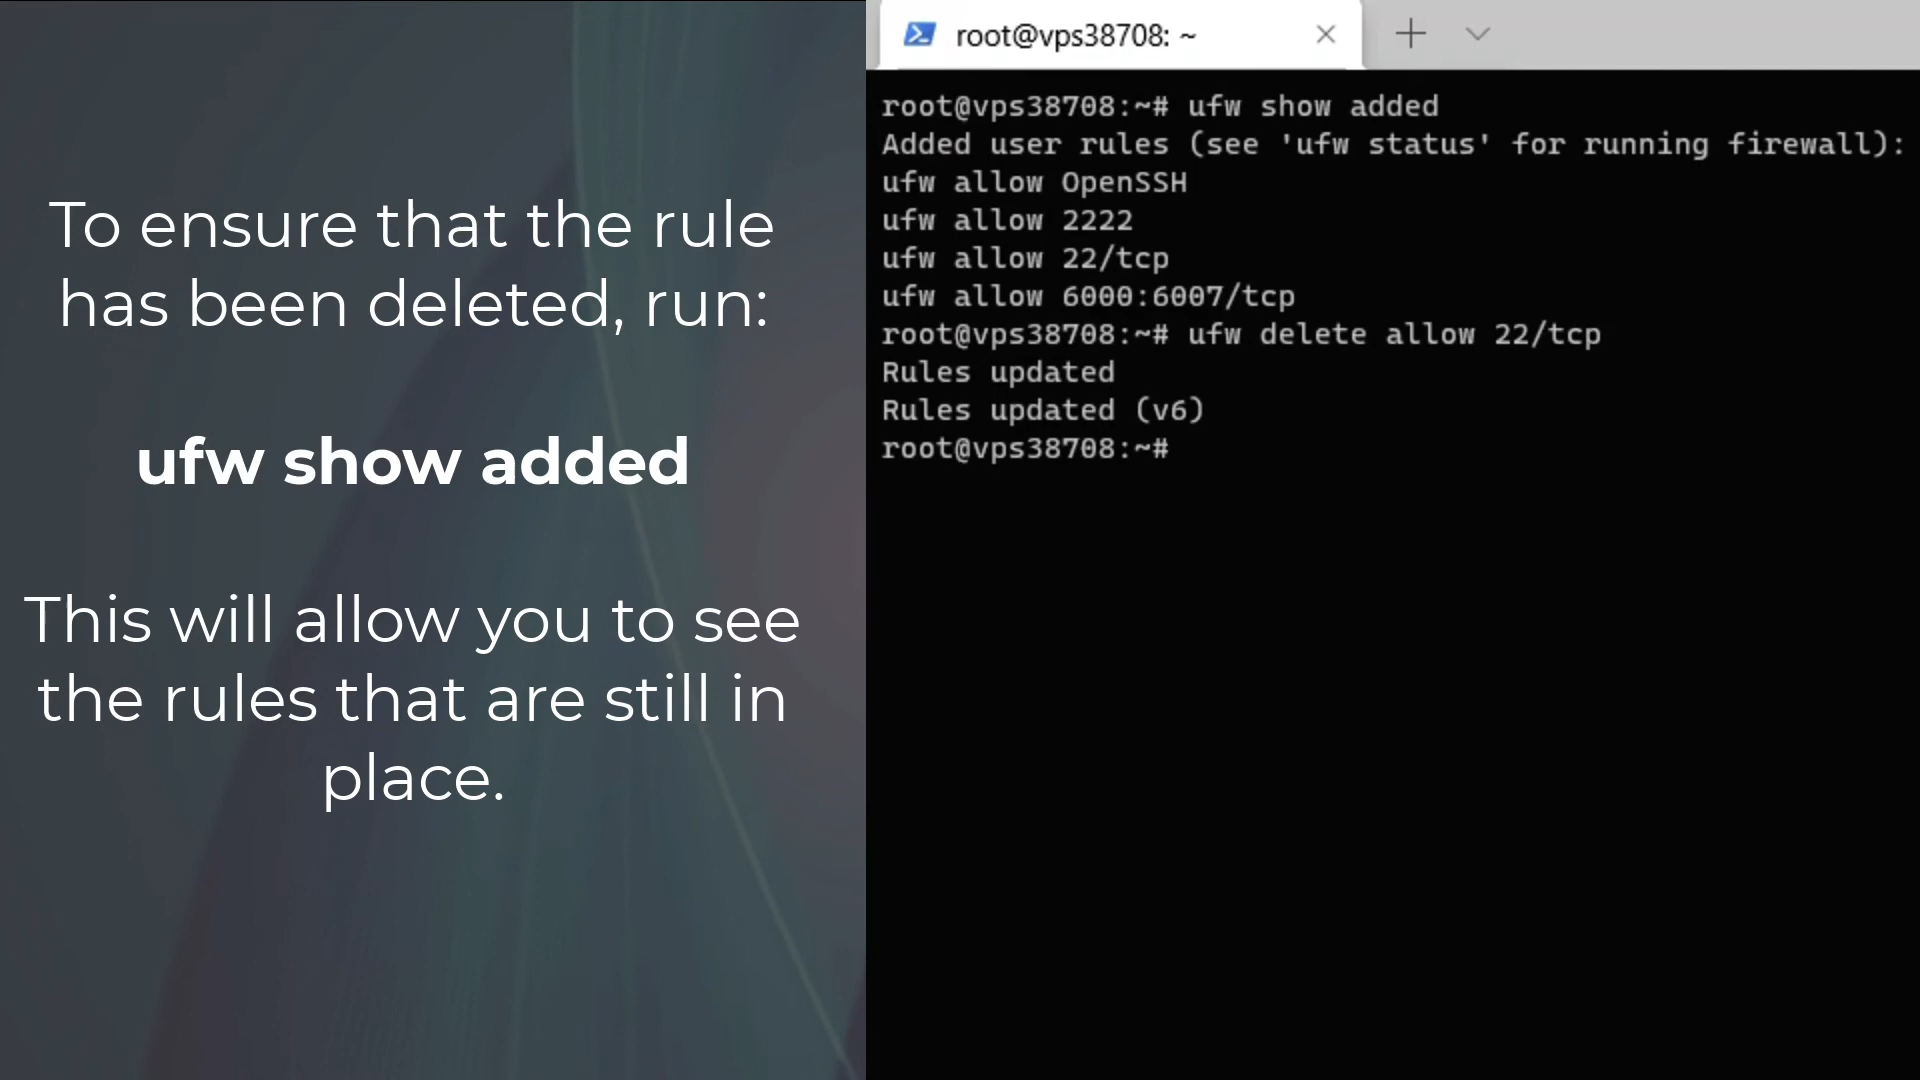 To ensure that the rule
has been deleted, run:
ufw show added
This will allow you to see
the rules that are still in
place.
root@vps38708: ~
root@vps38708:~# ufw show added
Added user rules (see 'ufw status' for running firewall):
ufw allow OpenSSH
ufw allow 2222
ufw allow 22/tcp
ufw allow 6000:6007/tcp
root@vps38708:~# ufw delete allow 22/tcp
Rules updated
Rules updated (v6)
root@vps38708:~#